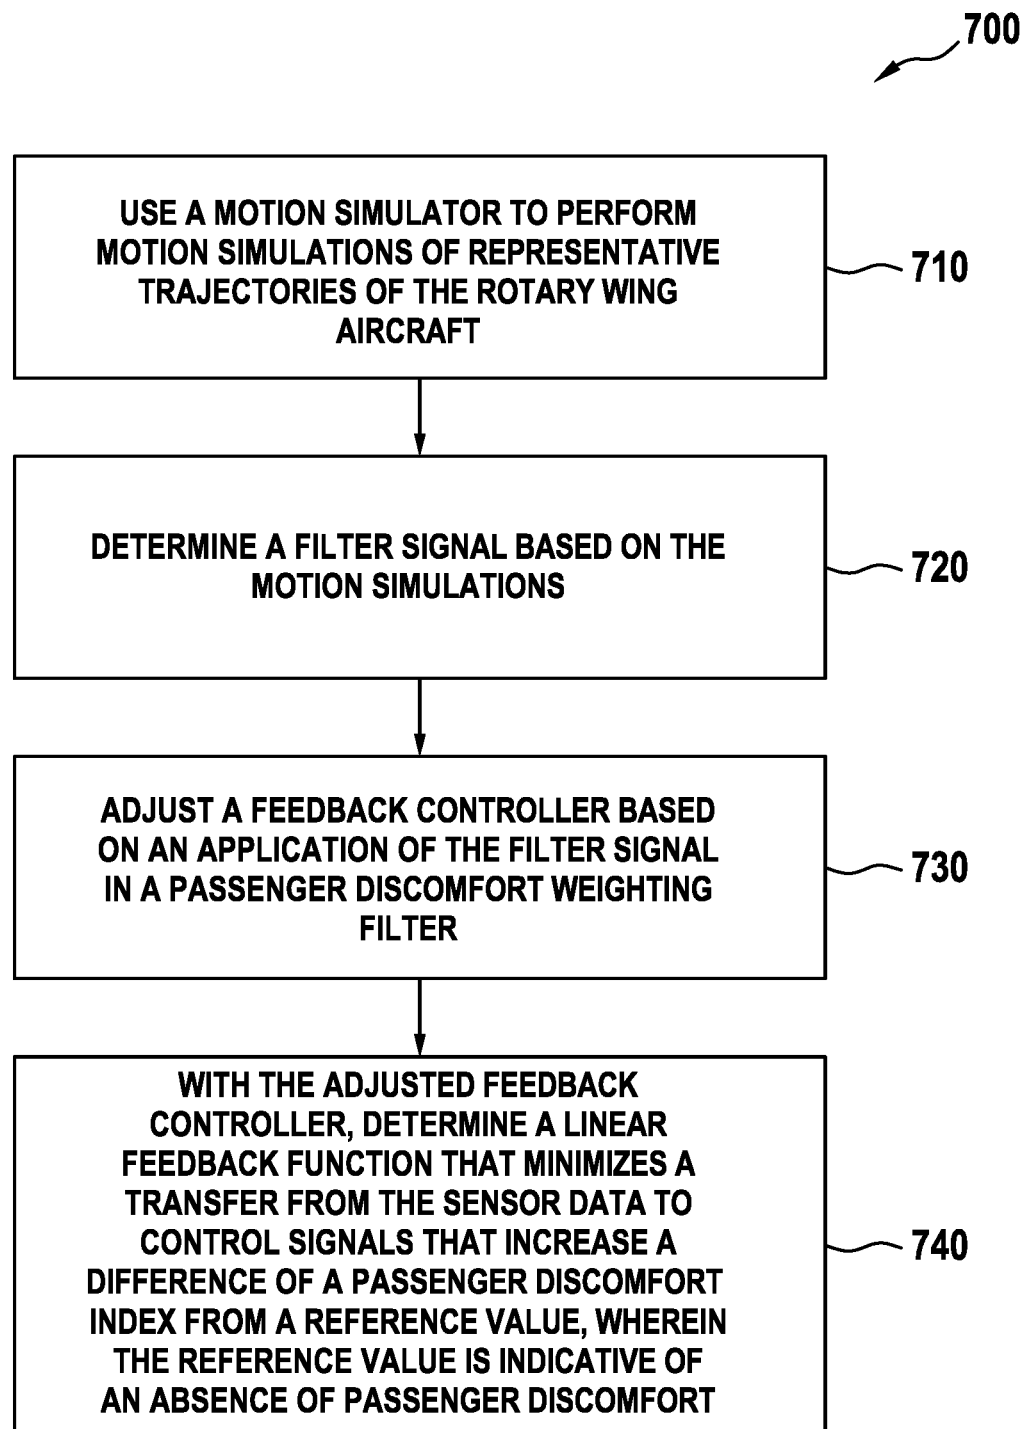 700
USE A MOTION SIMULATOR TO PERFORM
MOTION SIMULATIONS OF REPRESENTATIVE
TRAJECTORIES OF THE ROTARY WING
AIRCRAFT
710
DETERMINE A FILTER SIGNAL BASED ON THE
MOTION SIMULATIONS
720
ADJUST A FEEDBACK CONTROLLER BASED
ON AN APPLICATION OF THE FILTER SIGNAL
IN A PASSENGER DISCOMFORT WEIGHTING
FILTER
730
WITH THE ADJUSTED FEEDBACK
CONTROLLER, DETERMINE A LINEAR
FEEDBACK FUNCTION THAT MINIMIZES A
TRANSFER FROM THE SENSOR DATA TO
CONTROL SIGNALS THAT INCREASE A
DIFFERENCE OF A PASSENGER DISCOMFORT
INDEX FROM A REFERENCE VALUE, WHEREIN
THE REFERENCE VALUE IS INDICATIVE OF
AN ABSENCE OF PASSENGER DISCOMFORT
740